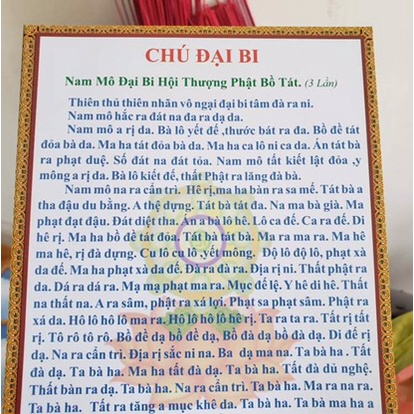 CHÚ ĐẠI BI
Nam Mô Đại Bi Hội Thượng Phật Bồ Tát. (3 Lần)
Thiên thủ thiên nhãn vô ngại đại bi tâm đà ra ni.
Nam mô hắc ra đát na đa ra dạ da.
Nam mô a rị da. Bà lô yết đế ,thước bát ra đa. Bồ đề tát
đỏa bà da. Ma ha tát đỏa bà da. Ma ha ca lô ni ca da. Án tát bàn
ra phạt duệ. Số đát na đát tỏa. Nam mô tất kiết lật đỏa ,y
mông a rị đa. Bà lô kiết đế, thất Phật ra lăng đà bà.
Nam mô na ra cẩn trì. Hê rị, ma ha bàn ra sa mế. Tát bà a
tha đậu du bằng. A thệ dựng. Tát bà tát đa. Na ma bà già. Ma
phạt đạt đậu. Đát diệt tha. Án a bà lô hê. Lô ca đế. Ca ra đế. Di
hê rị. Ma ha bồ đề tát đỏa. Tát bà tát bà. Ma ra ma ra. Ma hê
ma hê, rị đà dựng. Cu lô cu lô ,yết mông. Độ lô độ lô, phạt xà
da đế. Ma ha phạt xà da đế. Đà ra đà ra. Địa rị ni. Thất phật ra
da. Dá ra dá ra. Mạ mạ phạt ma ra. Mục đế lệ. Y hê di hê. Thất
na thất na. A ra sâm, phật ra xá lợi. Phạt sa phạt sâm. Phật ra
xá da. Hô lô hô lô ma ra. Hô lô hô lô hê rị. Ta ra ta ra. Tất rị tất
rị. Tô rô tô rô. Bồ đề dạ bồ đề dạ, Bồ đà dạ bồ đà dạ. Di đế rị
dạ. Na ra cẩn trì. Địa rị sắc ni na. Ba dạ ma na. Ta bà ha . Tất
đà dạ. Ta bà ha. Ma ha tất đà dạ. Ta bà ha. Tất đà dủ nghệ.
Thất bàn ra dạ. Ta bà ha. Na ra cẩn trì. Ta bà ha. Ma ra na ra.
Ta bà ha. Tất ra tăng a mục khê da. Ta bà ha. Ta bà ma ha a